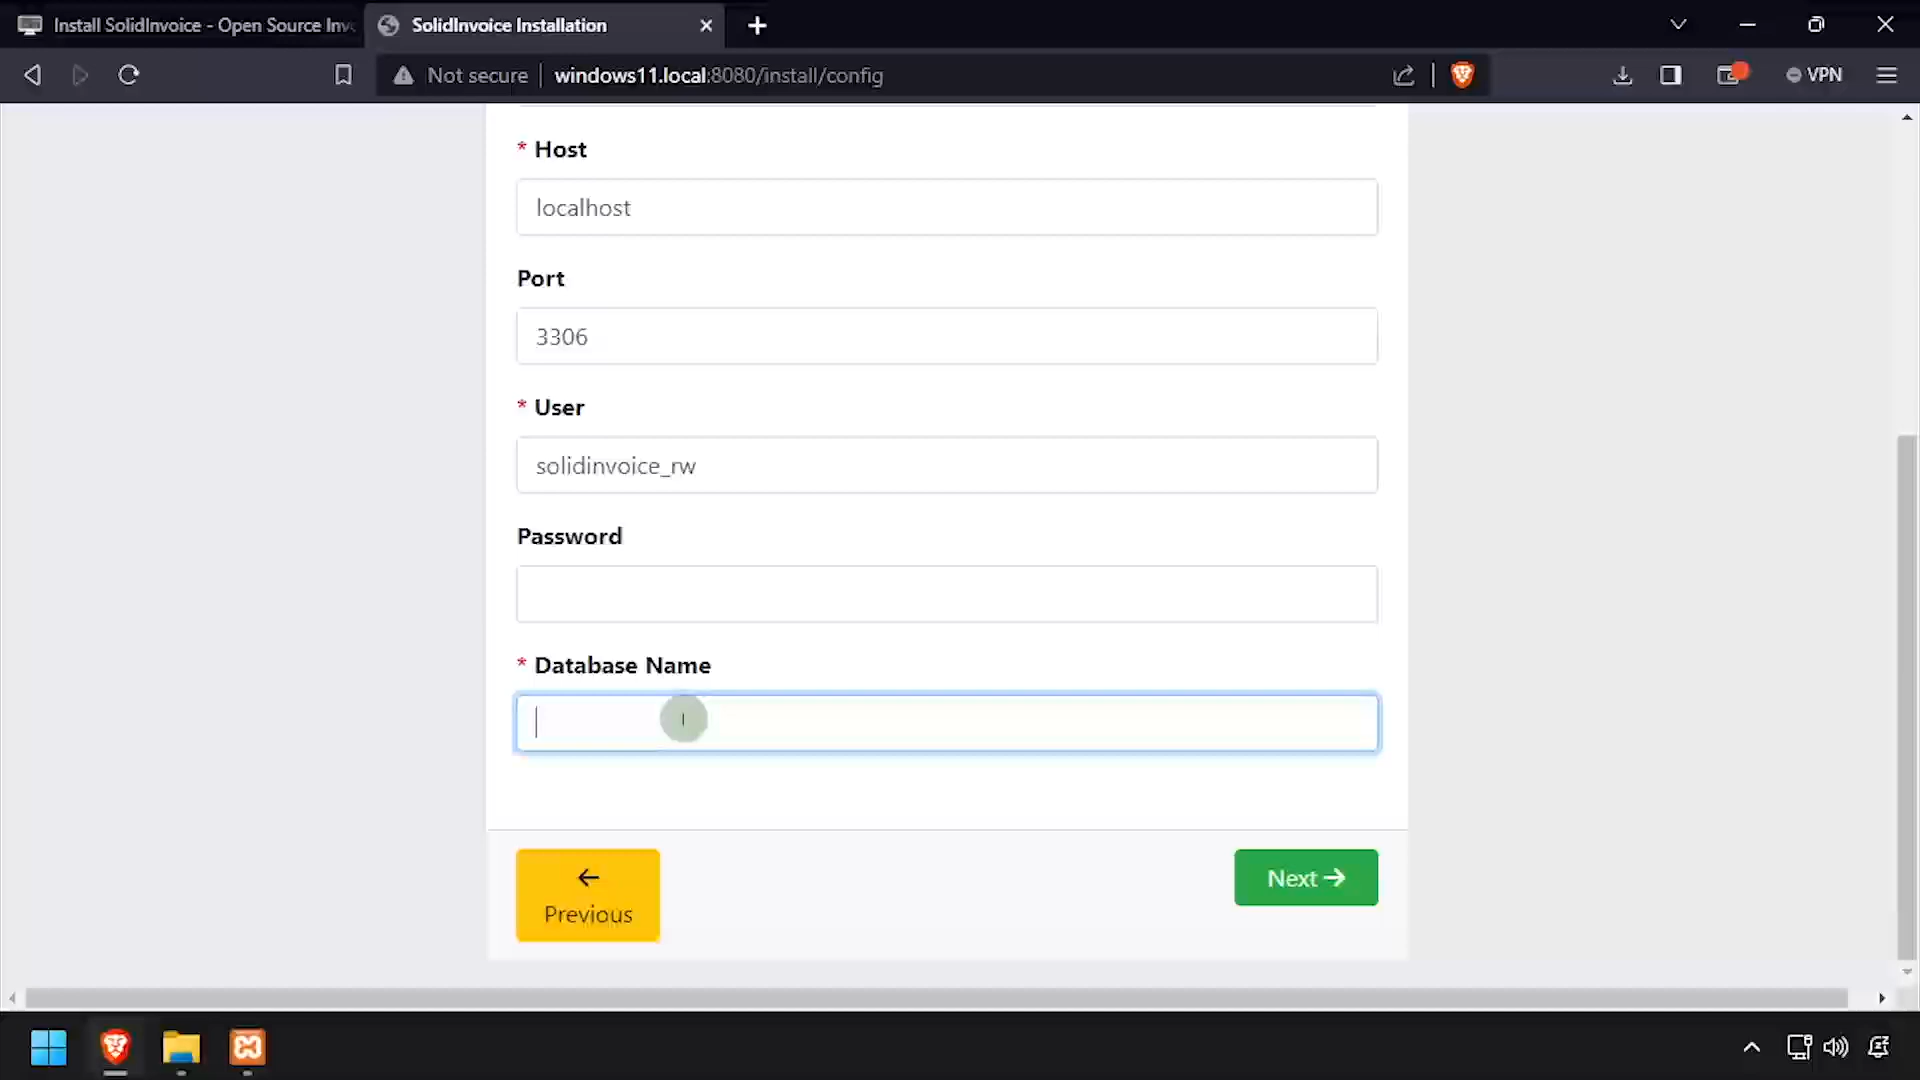 Install SolidInvoice - Open Source Inv
SolidInvoice Installation
Not secure
windows11.local:8080/install/config
VPN
* Host
localhost
Port
3306
* User
solidinvoice_rw
Password
* Database Name
Next →
←
Previous